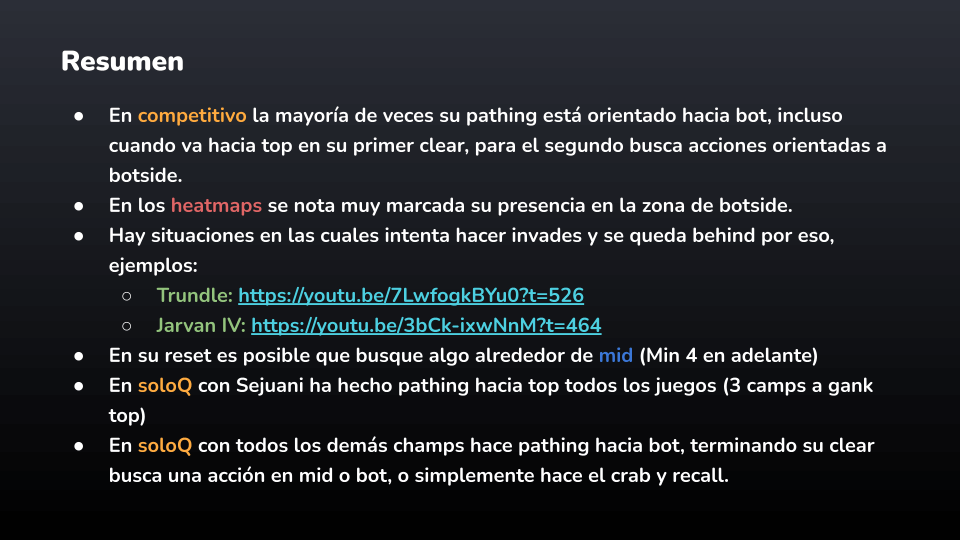 Resumen
● En competitivo la mayoría de veces su pathing está orientado hacia bot, incluso
cuando va hacia top en su primer clear, para el segundo busca acciones orientadas a
botside.
● En los heatmaps se nota muy marcada su presencia en la zona de botside.
● Hay situaciones en las cuales intenta hacer invades y se queda behind por eso,
ejemplos:
○ Trundle: https://youtu.be/7LwfogkBYu0?t=526
○ Jarvan IV: https://youtu.be/3bCk-ixwNnM?t=464
● En su reset es posible que busque algo alrededor de mid (Min 4 en adelante)
● En soloQ con Sejuani ha hecho pathing hacia top todos los juegos (3 camps a gank
top)
● En soloQ con todos los demás champs hace pathing hacia bot, terminando su clear
busca una acción en mid o bot, o simplemente hace el crab y recall.